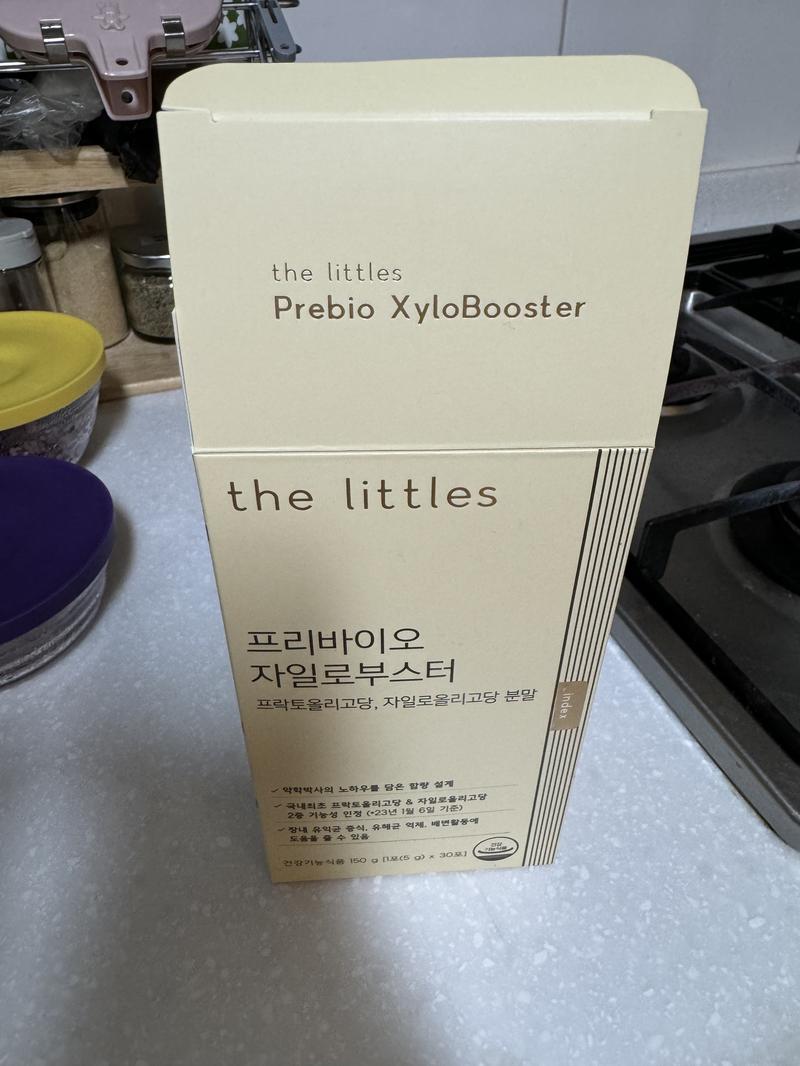 the littles
Prebio XyloBooster
the littles
프리바이오
자일로부스터
프락토올리고당, 자일로올리고당 분말
index
✓ 약학박사의 노하우를 담은 함량 설계
✓ 국내최초 프락토올리고당 & 자일로올리고당
2중 기능성 인정 (*23년 1월 6일 기준)
✓ 장내 유익균 증식, 유해균 억제, 배변활동에
도움을 줄 수 있음
건강기능식품 150 g [1포(5 g) x 30포]
건강
기능식품